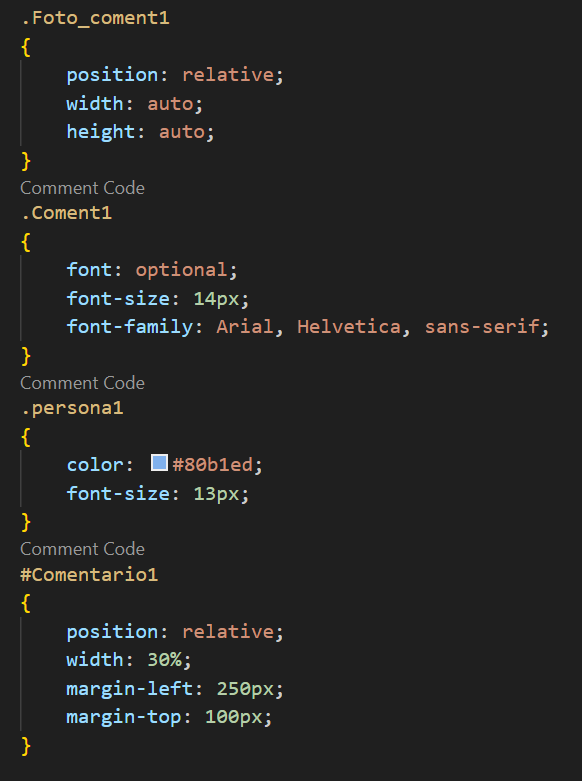 .Foto_coment1
{
position: relative;
width: auto;
height: auto;
}
Comment Code
.Coment1
{
font: optional;
font-size: 14px;
font-family: Arial, Helvetica, sans-serif;
}
Comment Code
.persona1
{
color: #80b1ed;
font-size: 13px;
}
Comment Code
#Comentario1
{
position: relative;
width: 30%;
margin-left: 250px;
margin-top: 100px;
}